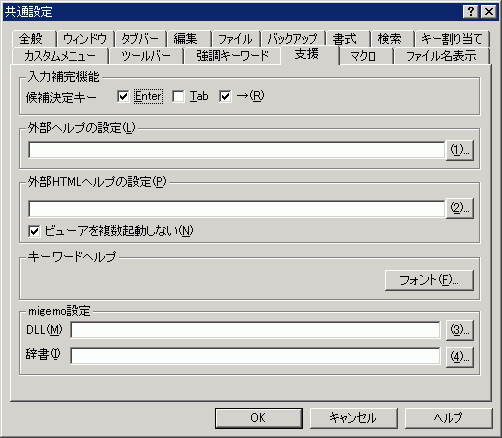 共通設定
全般 ウィンドウ タブバー 編集 ファイル バックアップ 書式 検索 キー割り当て
カスタムメニュー ツールバー 強調キーワード 支援 マクロ ファイル名表示
入力補完機能
候補決定キー Enter Tab →(R)
外部ヘルプの設定(L)
(1)...
外部HTMLヘルプの設定(P)
(2)...
ビューアを複数起動しない(N)
キーワードヘルプ
フォント(F)...
migemo設定
DLL(M) (3)...
辞書(I) (4)...
OK キャンセル ヘルプ